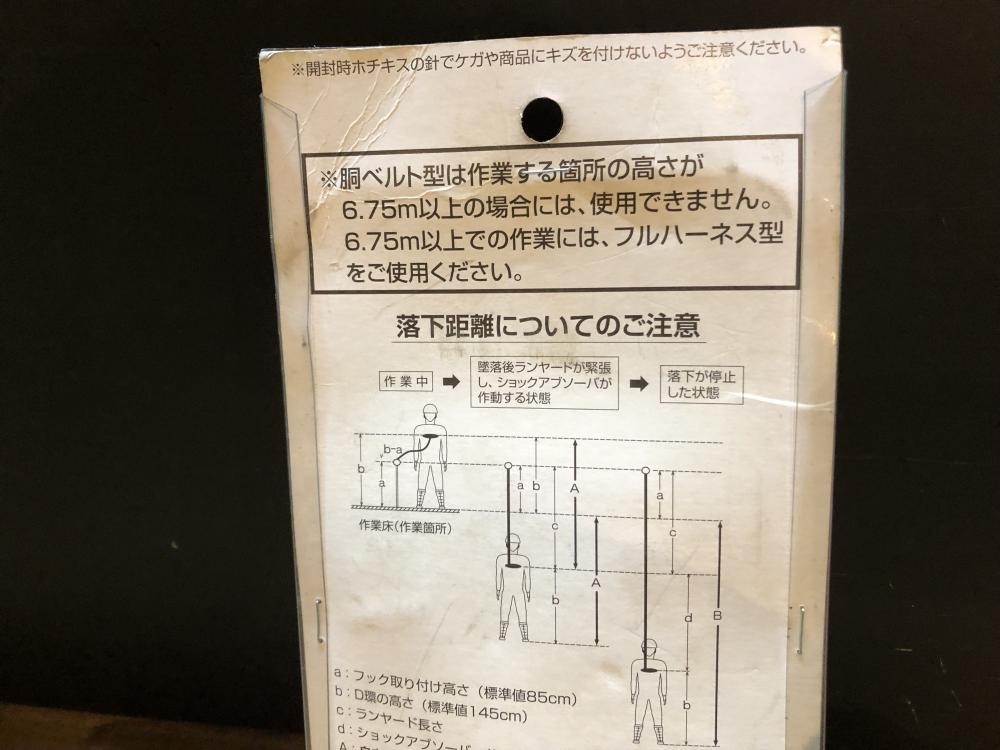 ※開封時ホチキスの針でケガや商品にキズを付けないようご注意ください。
※胴ベルト型は作業する箇所の高さが
6.75m以上の場合には、使用できません。
6.75m以上での作業には、フルハーネス型
をご使用ください。
落下距離についてのご注意
作業中
墜落後ランヤードが緊張
し、ショックアブソーバが
作動する状態
落下が停止
した状態
b-a
b
a
a
b
A
c
a
c
作業床(作業箇所)
A
b
d
B
b
a：フック取り付け高さ（標準値85cm）
b：D環の高さ（標準値145cm）
c：ランヤード長さ
d：ショックアブソーバ
A：